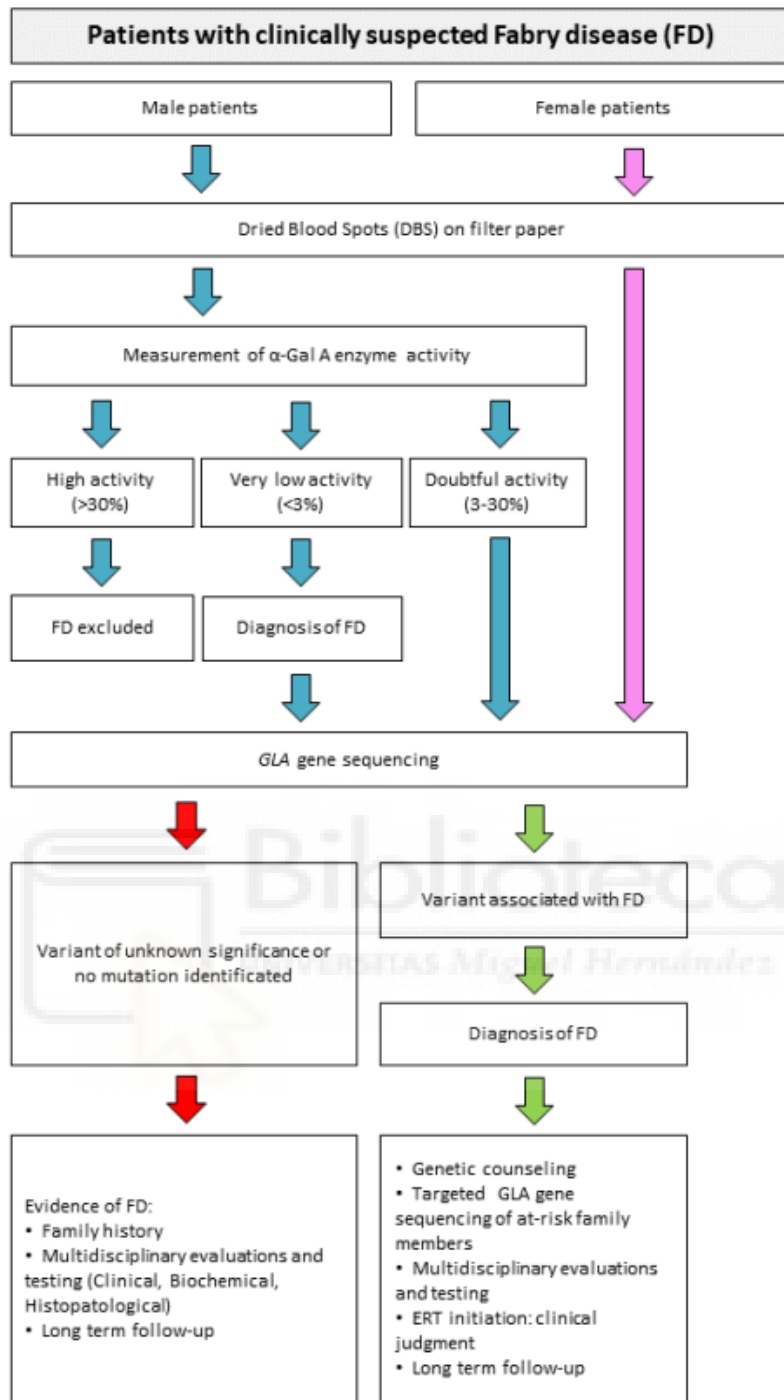 Patients with clinically suspected Fabry disease (FD)
Male patients
Female patients
Dried Blood Spots (DBS) on filter paper
Measurement of α-Gal A enzyme activity
High activity
(>30%)
Very low activity
(<3%)
Doubtful activity
(3-30%)
FD excluded
Diagnosis of FD
GLA gene sequencing
Biblioteca
UNIVERSITAS Miguel Hernández
Variant of unknown significance or
no mutation identificated
Variant associated with FD
Diagnosis of FD
Evidence of FD:
• Family history
• Multidisciplinary evaluations and
testing (Clinical, Biochemical,
Histopatological)
• Long term follow-up
• Genetic counseling
• Targeted GLA gene
sequencing of at-risk family
members
• Multidisciplinary evaluations
and testing
• ERT initiation: clinical
judgment
• Long term follow-up